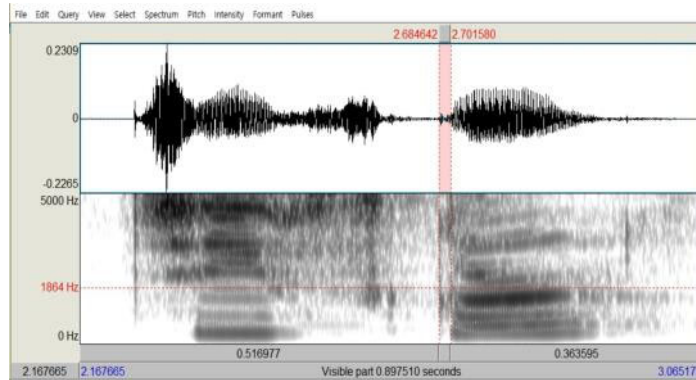 File Edit Query View Select Spectrum Pitch Intensity Formant Pulses
2.684642 2.701580
0.2309
0
-0.2265
5000 Hz
1864 Hz
0 Hz
0.516977 0.363595
2.167665 2.167665 Visible part 0.897510 seconds 3.06517